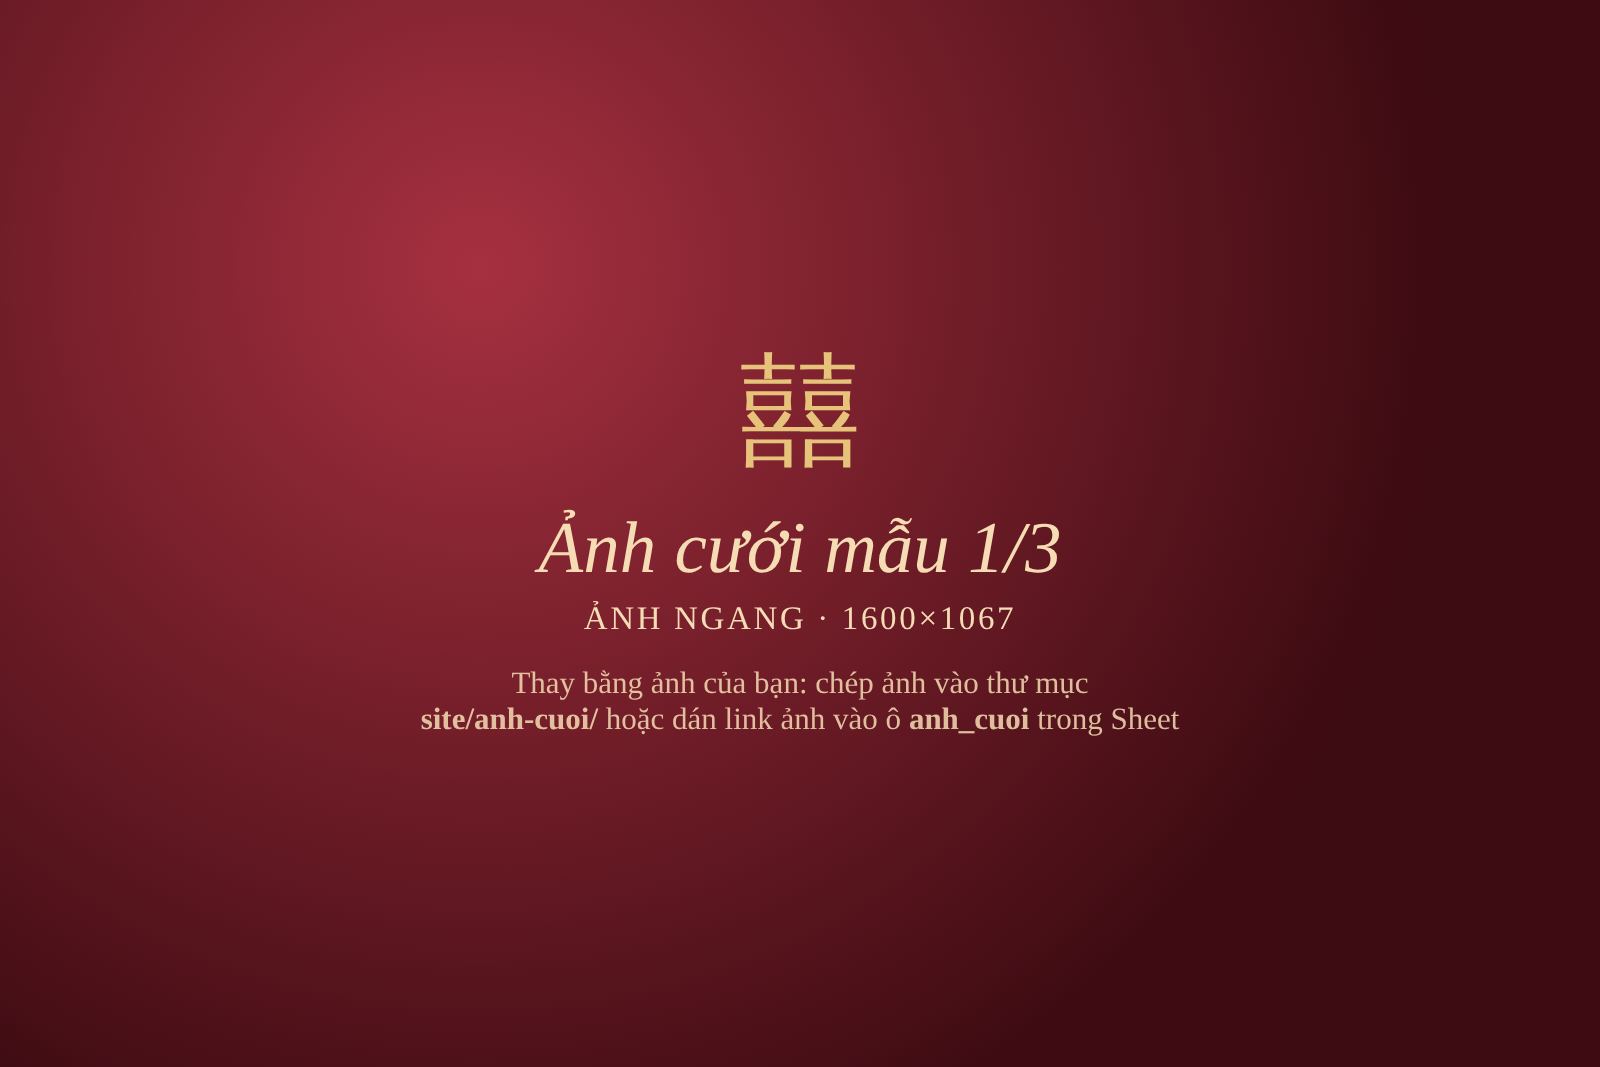 囍
Ảnh cưới mẫu 1/3
ẢNH NGANG · 1600×1067
Thay bằng ảnh của bạn: chép ảnh vào thư mục
site/anh-cuoi/ hoặc dán link ảnh vào ô anh_cuoi trong Sheet